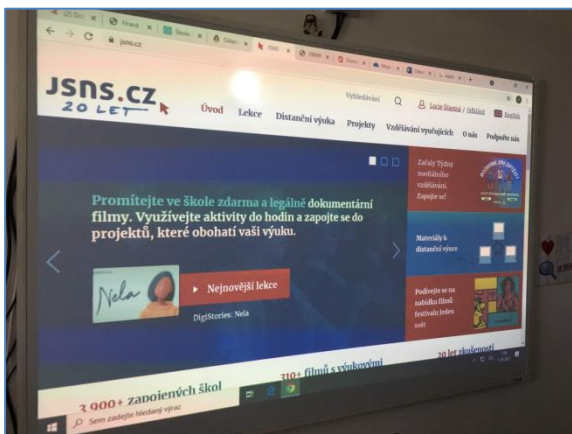 jsns.cz
JSNS.CZ
20 LET
Vyhledávání
Lucie Šťastná / Odhlásit
English
Úvod Lekce Distanční výuka Projekty Vzdělávání vyučujících O nás Podpořte nás
Promítejte ve škole zdarma a legálně dokumentární
filmy. Využívejte aktivity do hodin a zapojte se do
projektů, které obohatí vaši výuku.
Nela
Nejnovější lekce
DigiStories: Nela
Začaly Týdny
mediálního
vzdělávání.
Zapojte se!
Materiály k
distanční výuce
Podívejte se na
nabídku filmů
festivalu Jeden
svět
3 900+ zapojených škol
310+ filmů s výukovými
20 let zkušeností
Sem zadejte hledaný výraz